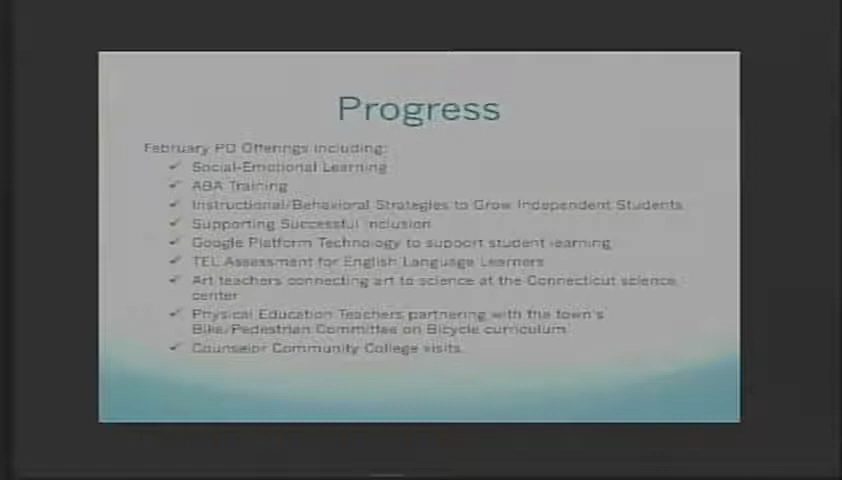 Progress
February PD Offerings including:
✓ Social-Emotional Learning
✓ ABA Training
✓ Instructional/Behavioral Strategies to Grow Independent Students
✓ Supporting Successful Inclusion
✓ Google Platform Technology to support student learning
✓ TEL Assessment for English Language Learners
✓ Art teachers connecting art to science at the Connecticut science
center
✓ Physical Education Teachers partnering with the town's
Bike/Pedestrian Committee on Bicycle curriculum
✓ Counselor Community College visits